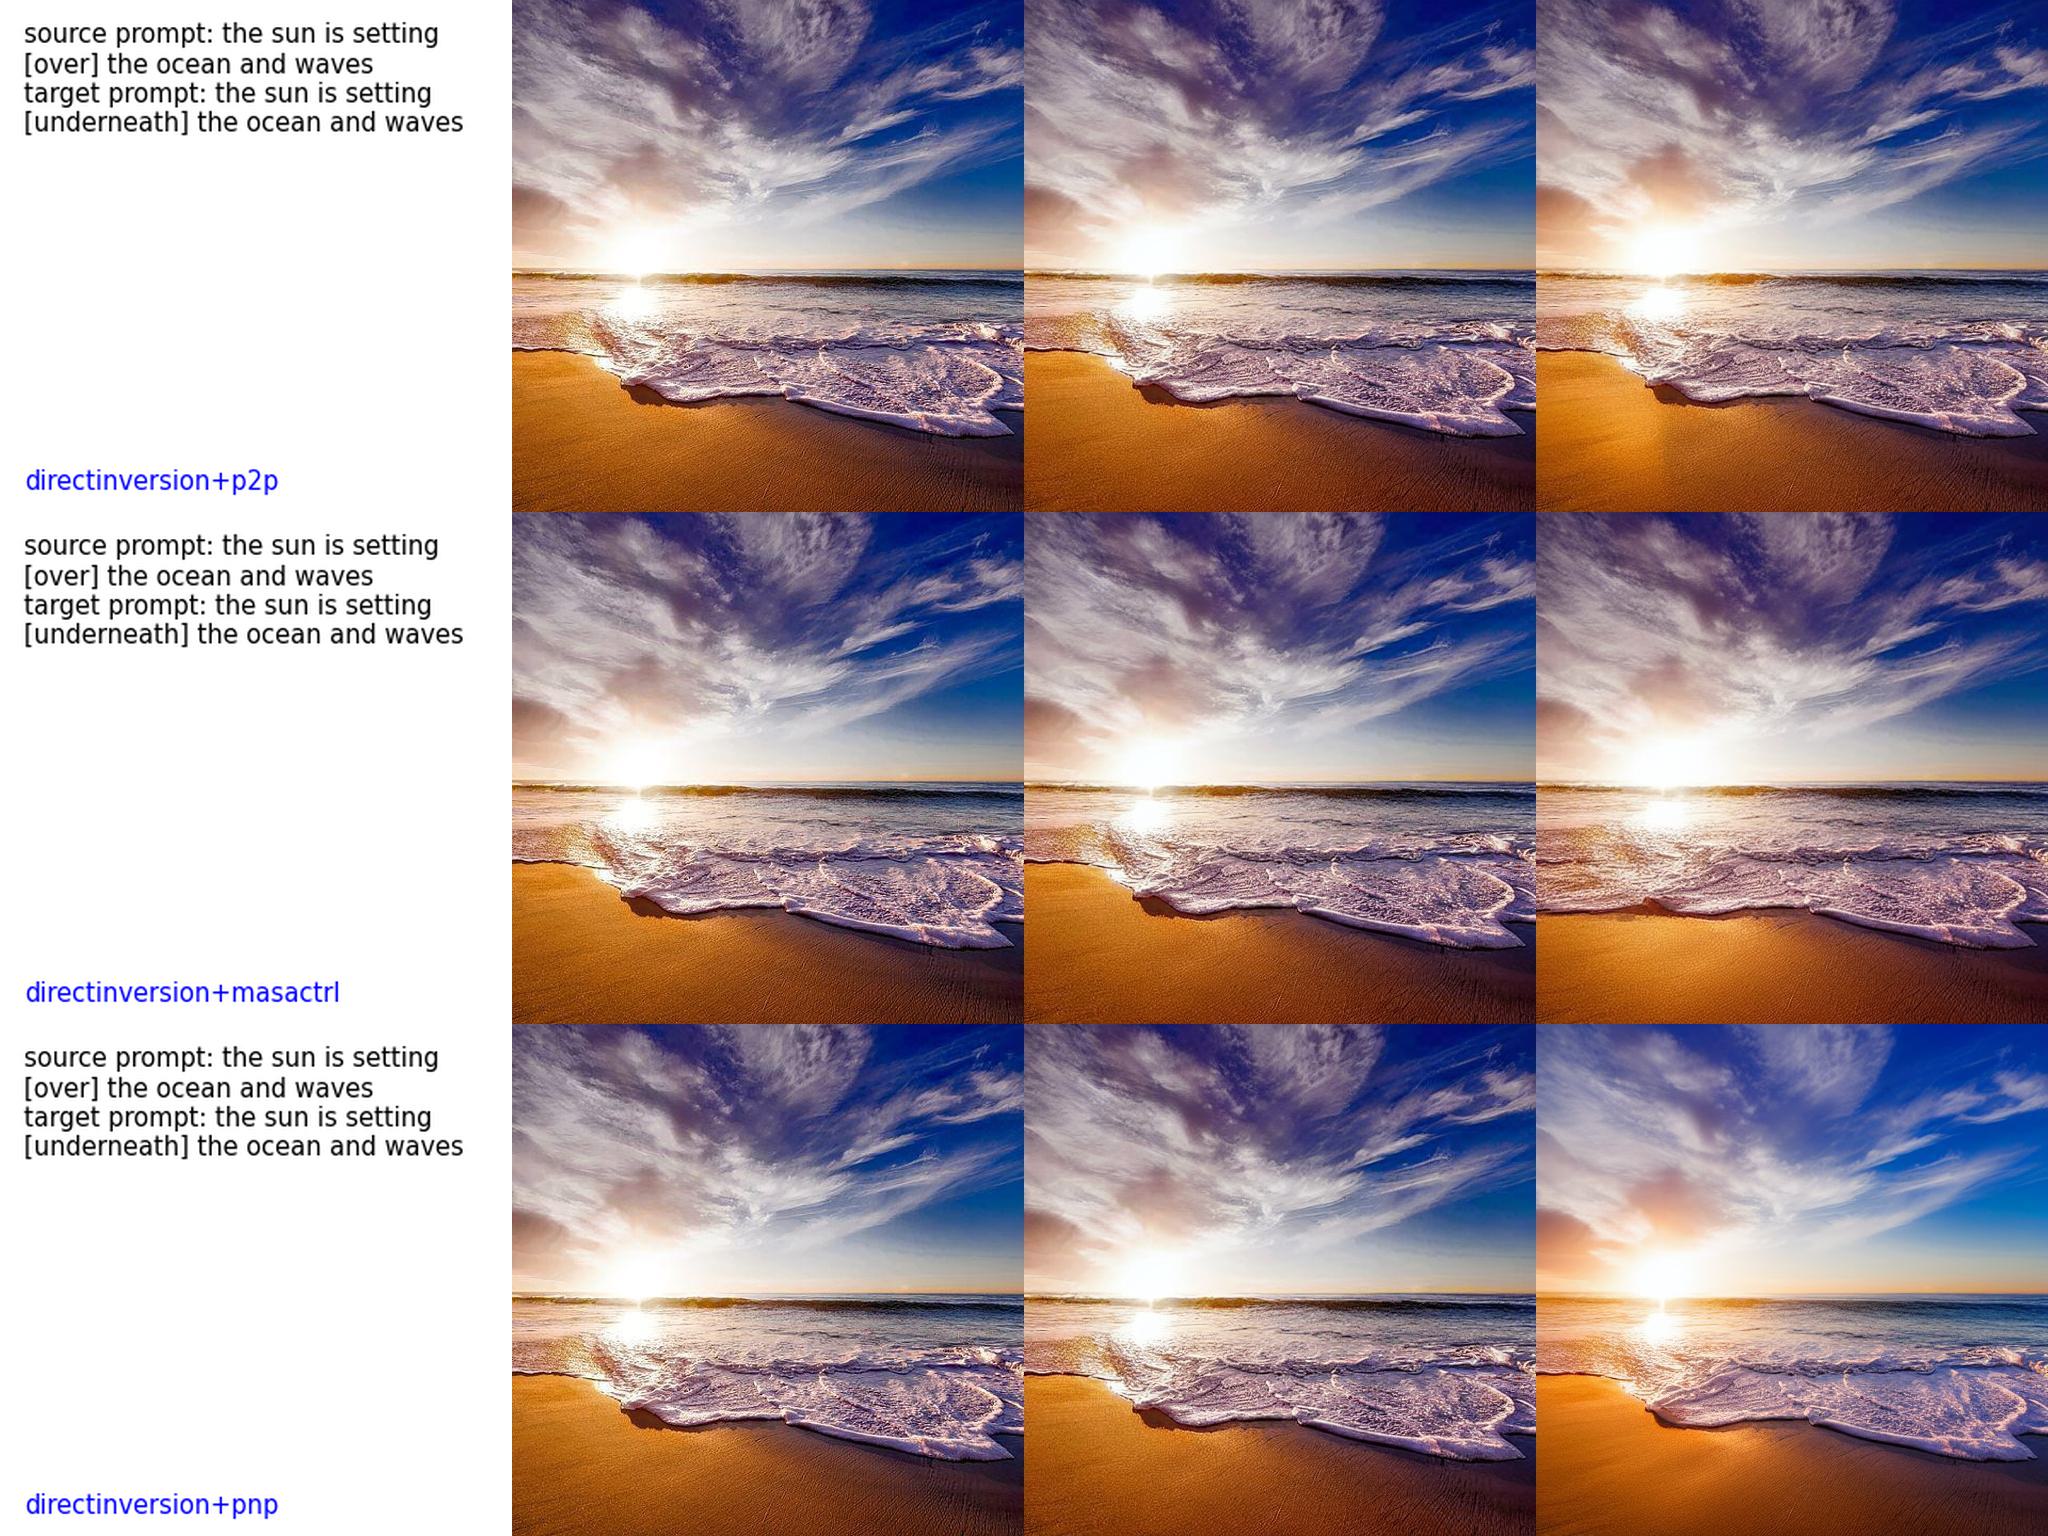 source prompt: the sun is setting
[over] the ocean and waves
target prompt: the sun is setting
[underneath] the ocean and waves
directinversion+p2p
source prompt: the sun is setting
[over] the ocean and waves
target prompt: the sun is setting
[underneath] the ocean and waves
directinversion+masactrl
source prompt: the sun is setting
[over] the ocean and waves
target prompt: the sun is setting
[underneath] the ocean and waves
directinversion+pnp